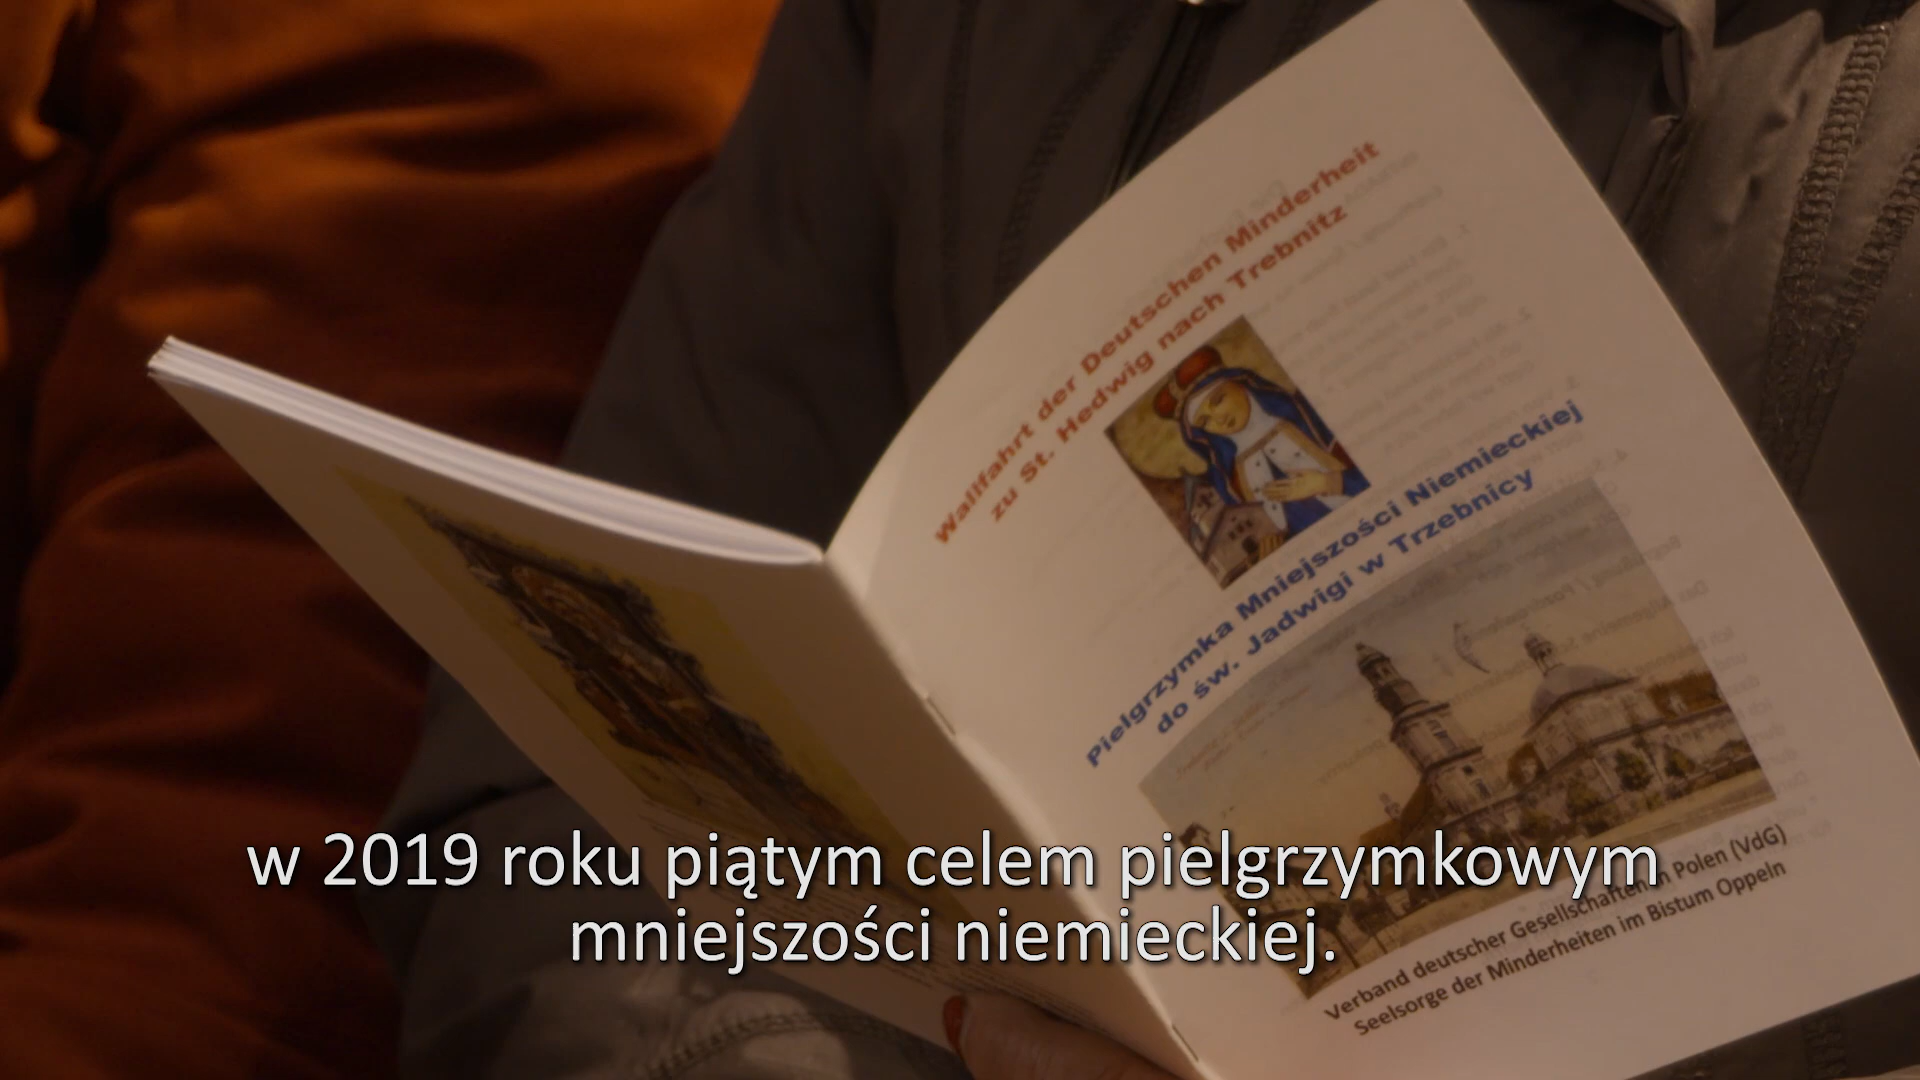 Wallfahrt der Deutschen Minderheit
zu St. Hedwig nach Trebnitz
Pielgrzymka Mniejszości Niemieckiej
do św. Jadwigi w Trzebnicy
Verband deutscher Gesellschaften in Polen (VdG)
Seelsorge der Minderheiten im Bistum Oppeln
w 2019 roku piątym celem pielgrzymkowym
mniejszości niemieckiej.